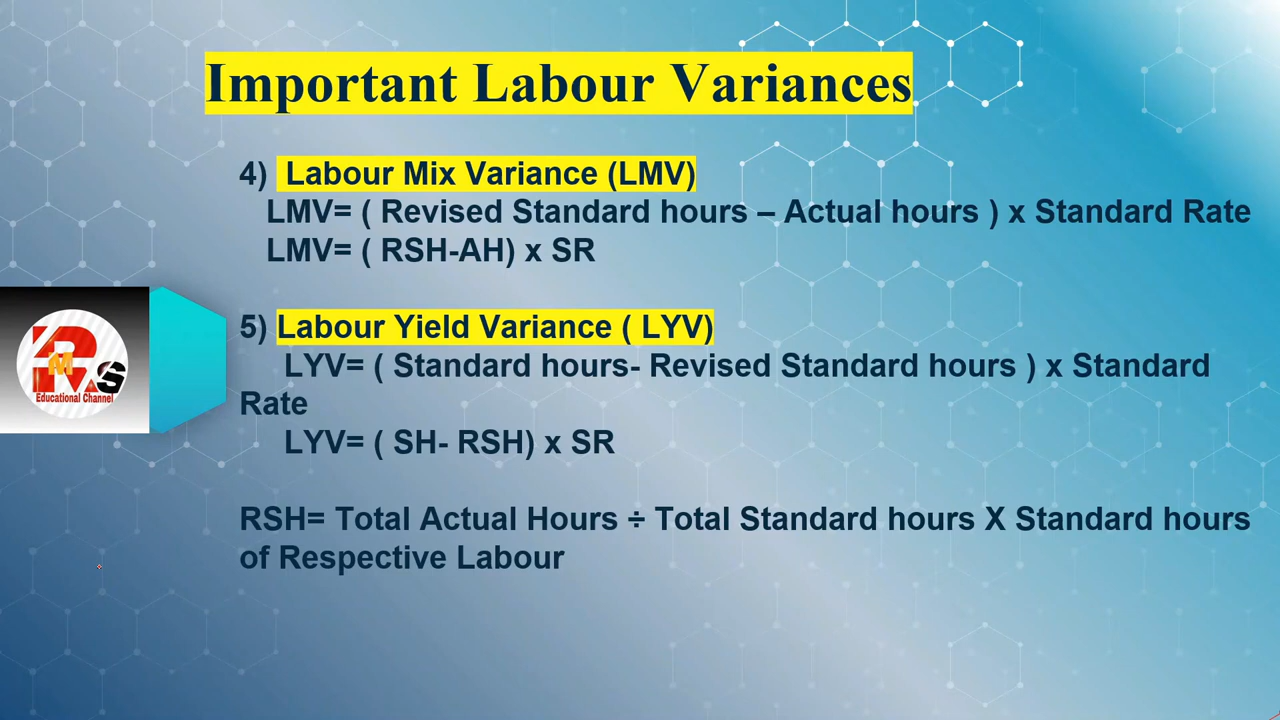 Important Labour Variances
4) Labour Mix Variance (LMV)
LMV= ( Revised Standard hours – Actual hours ) x Standard Rate
LMV= ( RSH-AH) x SR
5) Labour Yield Variance ( LYV)
LYV= ( Standard hours- Revised Standard hours ) x Standard
Rate
LYV= ( SH- RSH) x SR
RSH= Total Actual Hours ÷ Total Standard hours X Standard hours
of Respective Labour
Educational Channel